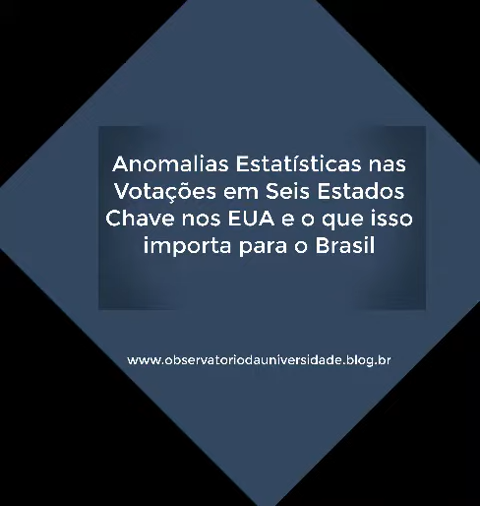 Anomalias Estatísticas nas
Votações em Seis Estados
Chave nos EUA e o que isso
importa para o Brasil
www.observatoriodauniversidade.blog.br